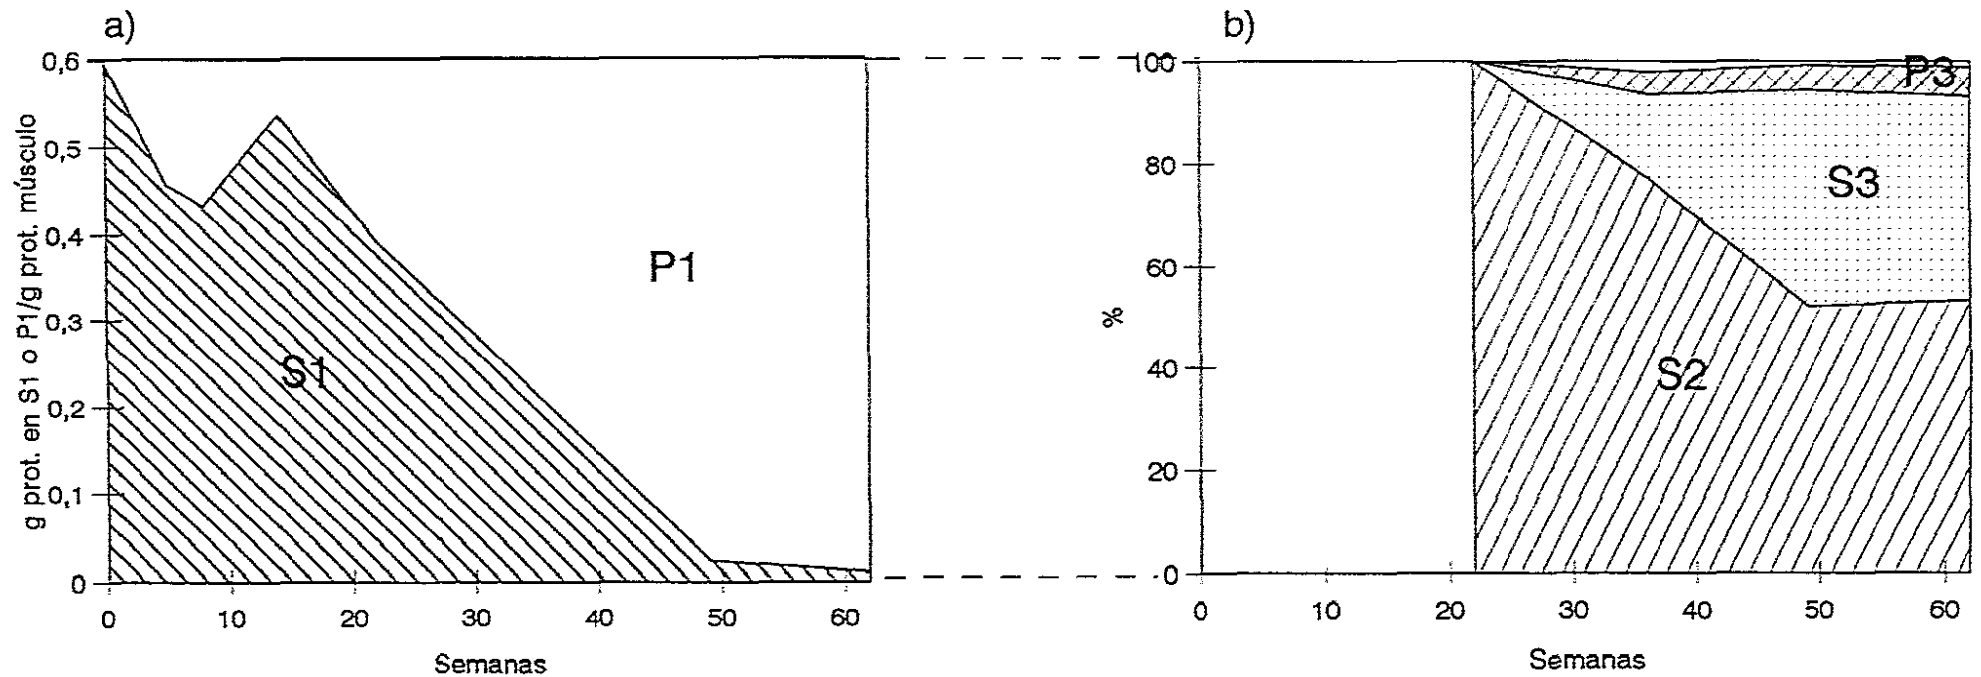 a)
0,6
0,5
0,4
0,3
0,2
0,1
0
g prot. en S1 o P1/g prot. músculo
P1
S1
0 10 20 30 40 50 60
Semanas
b)
100
80
60
40
20
0
%
P3
S3
S2
0 10 20 30 40 50 60
Semanas